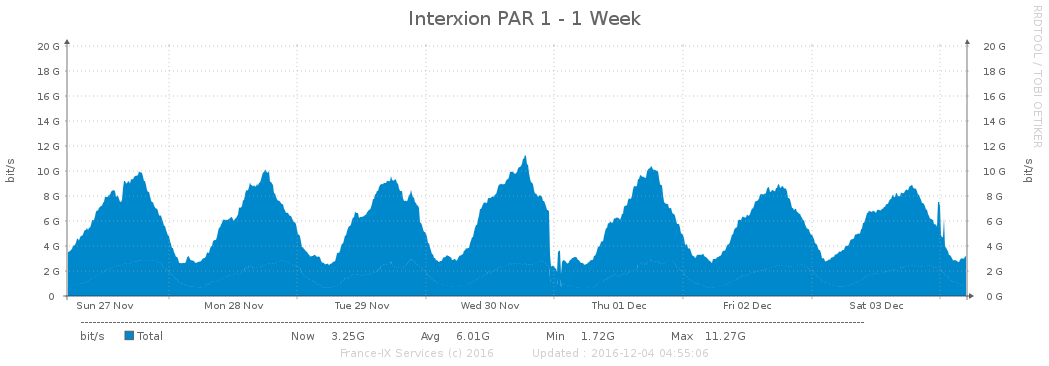 Interxion PAR 1 - 1 Week
RRDTOOL / TOBI OETIKER
bit/s
20 G 20 G
18 G 18 G
16 G 16 G
14 G 14 G
12 G 12 G
10 G 10 G
8 G 8 G
6 G 6 G
4 G 4 G
2 G 2 G
0 0 G
bit/s
Sun 27 Nov Mon 28 Nov Tue 29 Nov Wed 30 Nov Thu 01 Dec Fri 02 Dec Sat 03 Dec
bit/s Total Now 3.25G Avg 6.01G Min 1.72G Max 11.27G
France-IX Services (c) 2016 Updated : 2016-12-04 04:55:06